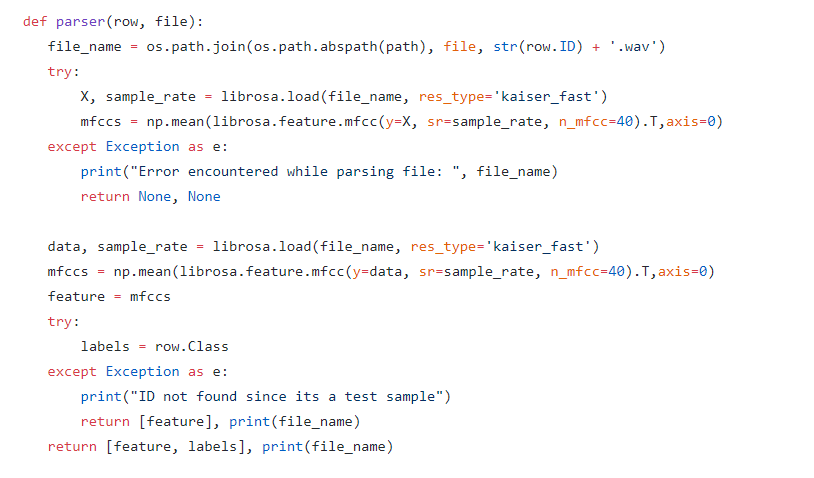 def parser(row, file):
   file_name = os.path.join(os.path.abspath(path), file, str(row.ID) + '.wav')
   try:
       X, sample_rate = librosa.load(file_name, res_type='kaiser_fast')
       mfccs = np.mean(librosa.feature.mfcc(y=X, sr=sample_rate, n_mfcc=40).T,axis=0)
   except Exception as e:
       print("Error encountered while parsing file: ", file_name)
       return None, None

   data, sample_rate = librosa.load(file_name, res_type='kaiser_fast')
   mfccs = np.mean(librosa.feature.mfcc(y=data, sr=sample_rate, n_mfcc=40).T,axis=0)
   feature = mfccs
   try:
       labels = row.Class
   except Exception as e:
       print("ID not found since its a test sample")
       return [feature], print(file_name)
   return [feature, labels], print(file_name)